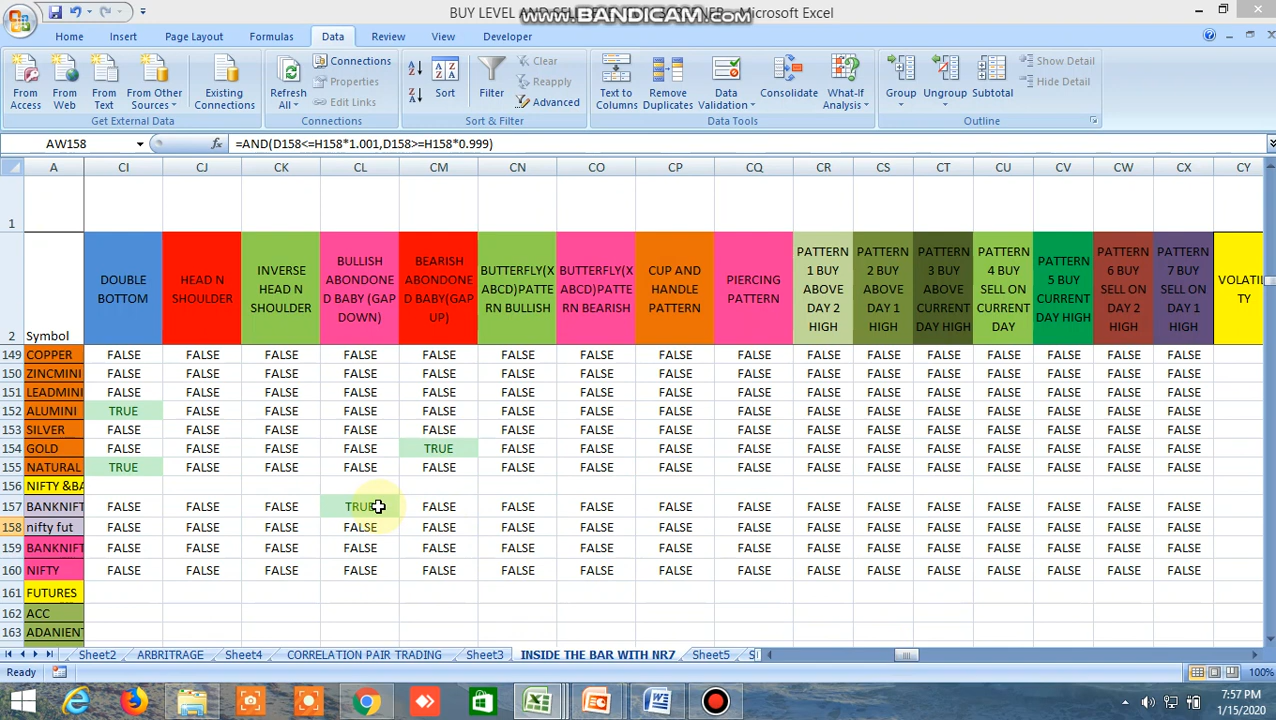 BUY LEVEL AND SEL
www.BANDICAM.com
NER - Microsoft Excel
Home Insert Page Layout Formulas Data Review View Developer
From Access
From Web
From Text
From Other Sources
Existing Connections
Get External Data
Refresh All
Connections
Properties
Edit Links
Connections
Sort
Filter
Clear
Reapply
Advanced
Sort & Filter
Text to Columns
Remove Duplicates
Data Validation
Consolidate
What-If Analysis
Data Tools
Group
Ungroup
Subtotal
Show Detail
Hide Detail
Outline
AW158 fx =AND(D158<=H158*1.001,D158>=H158*0.999)
A CI CJ CK CL CM CN CO CP CQ CR CS CT CU CV CW CX CY
1
2 Symbol
DOUBLE BOTTOM
HEAD N SHOULDER
INVERSE HEAD N SHOULDER
BULLISH ABONDONE D BABY (GAP DOWN)
BEARISH ABONDONE D BABY(GAP UP)
BUTTERFLY(X ABCD)PATTE RN BULLISH
BUTTERFLY(X ABCD)PATTE RN BEARISH
CUP AND HANDLE PATTERN
PIERCING PATTERN
PATTERN 1 BUY ABOVE DAY 2 HIGH
PATTERN 2 BUY ABOVE DAY 1 HIGH
PATTERN 3 BUY ABOVE CURRENT DAY HIGH
PATTERN 4 BUY SELL ON CURRENT DAY
PATTERN 5 BUY CURRENT DAY HIGH
PATTERN 6 BUY SELL ON DAY 2 HIGH
PATTERN 7 BUY SELL ON DAY 1 HIGH
VOLATILI TY
149 COPPER FALSE FALSE FALSE FALSE FALSE FALSE FALSE FALSE FALSE FALSE FALSE FALSE FALSE FALSE FALSE FALSE
150 ZINCMINI FALSE FALSE FALSE FALSE FALSE FALSE FALSE FALSE FALSE FALSE FALSE FALSE FALSE FALSE FALSE FALSE
151 LEADMINI FALSE FALSE FALSE FALSE FALSE FALSE FALSE FALSE FALSE FALSE FALSE FALSE FALSE FALSE FALSE FALSE
152 ALUMINI TRUE FALSE FALSE FALSE FALSE FALSE FALSE FALSE FALSE FALSE FALSE FALSE FALSE FALSE FALSE FALSE
153 SILVER FALSE FALSE FALSE FALSE FALSE FALSE FALSE FALSE FALSE FALSE FALSE FALSE FALSE FALSE FALSE FALSE
154 GOLD FALSE FALSE FALSE FALSE TRUE FALSE FALSE FALSE FALSE FALSE FALSE FALSE FALSE FALSE FALSE FALSE
155 NATURAL TRUE FALSE FALSE FALSE FALSE FALSE FALSE FALSE FALSE FALSE FALSE FALSE FALSE FALSE FALSE FALSE
156 NIFTY &BA
157 BANKNIFT FALSE FALSE FALSE TRUE FALSE FALSE FALSE FALSE FALSE FALSE FALSE FALSE FALSE FALSE FALSE FALSE
158 nifty fut FALSE FALSE FALSE FALSE FALSE FALSE FALSE FALSE FALSE FALSE FALSE FALSE FALSE FALSE FALSE FALSE
159 BANKNIFT FALSE FALSE FALSE FALSE FALSE FALSE FALSE FALSE FALSE FALSE FALSE FALSE FALSE FALSE FALSE FALSE
160 NIFTY FALSE FALSE FALSE FALSE FALSE FALSE FALSE FALSE FALSE FALSE FALSE FALSE FALSE FALSE FALSE FALSE
161 FUTURES
162 ACC
163 ADANIENT
Sheet2 ARBRITRAGE Sheet4 CORRELATION PAIR TRADING Sheet3 INSIDE THE BAR WITH NR7 Sheet5 S
Ready 100%
7:57 PM
1/15/2020